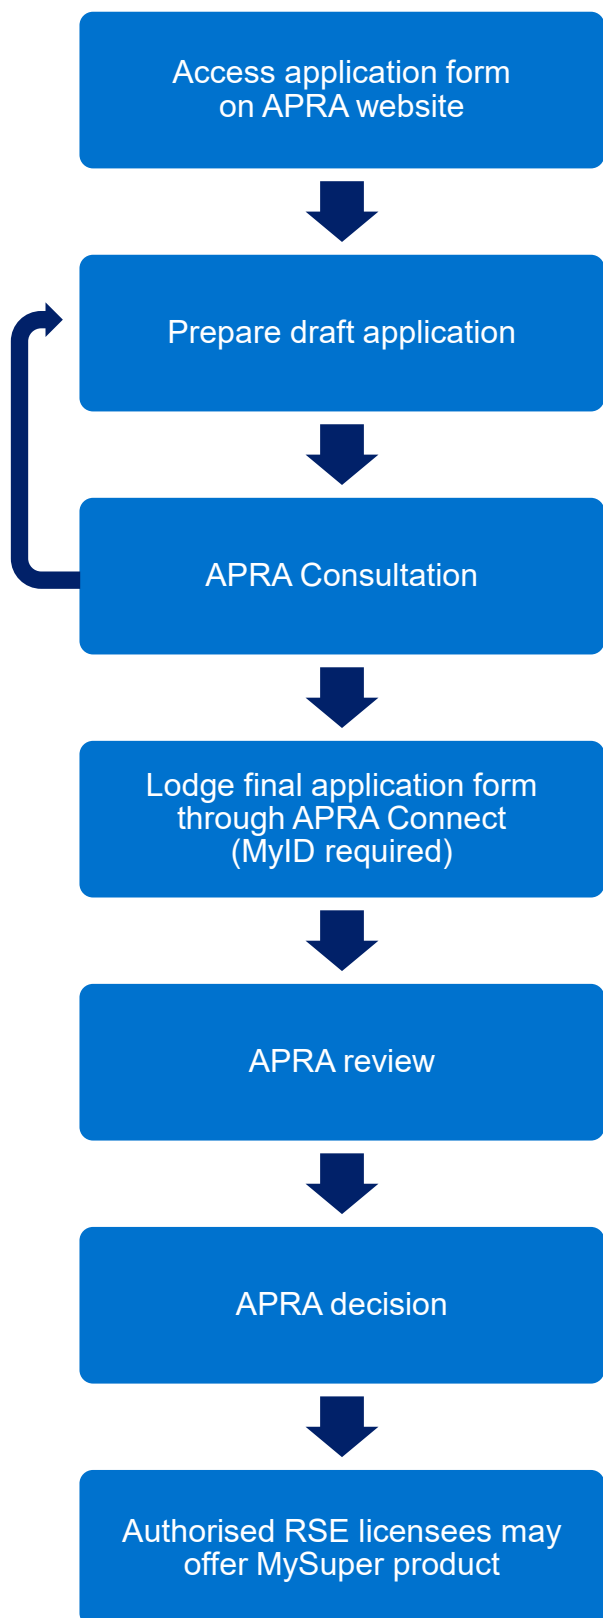 Access application form
on APRA website
Prepare draft application
APRA Consultation
Lodge final application form
through APRA Connect
(MyID required)
APRA review
APRA decision
Authorised RSE licensees may
offer MySuper product